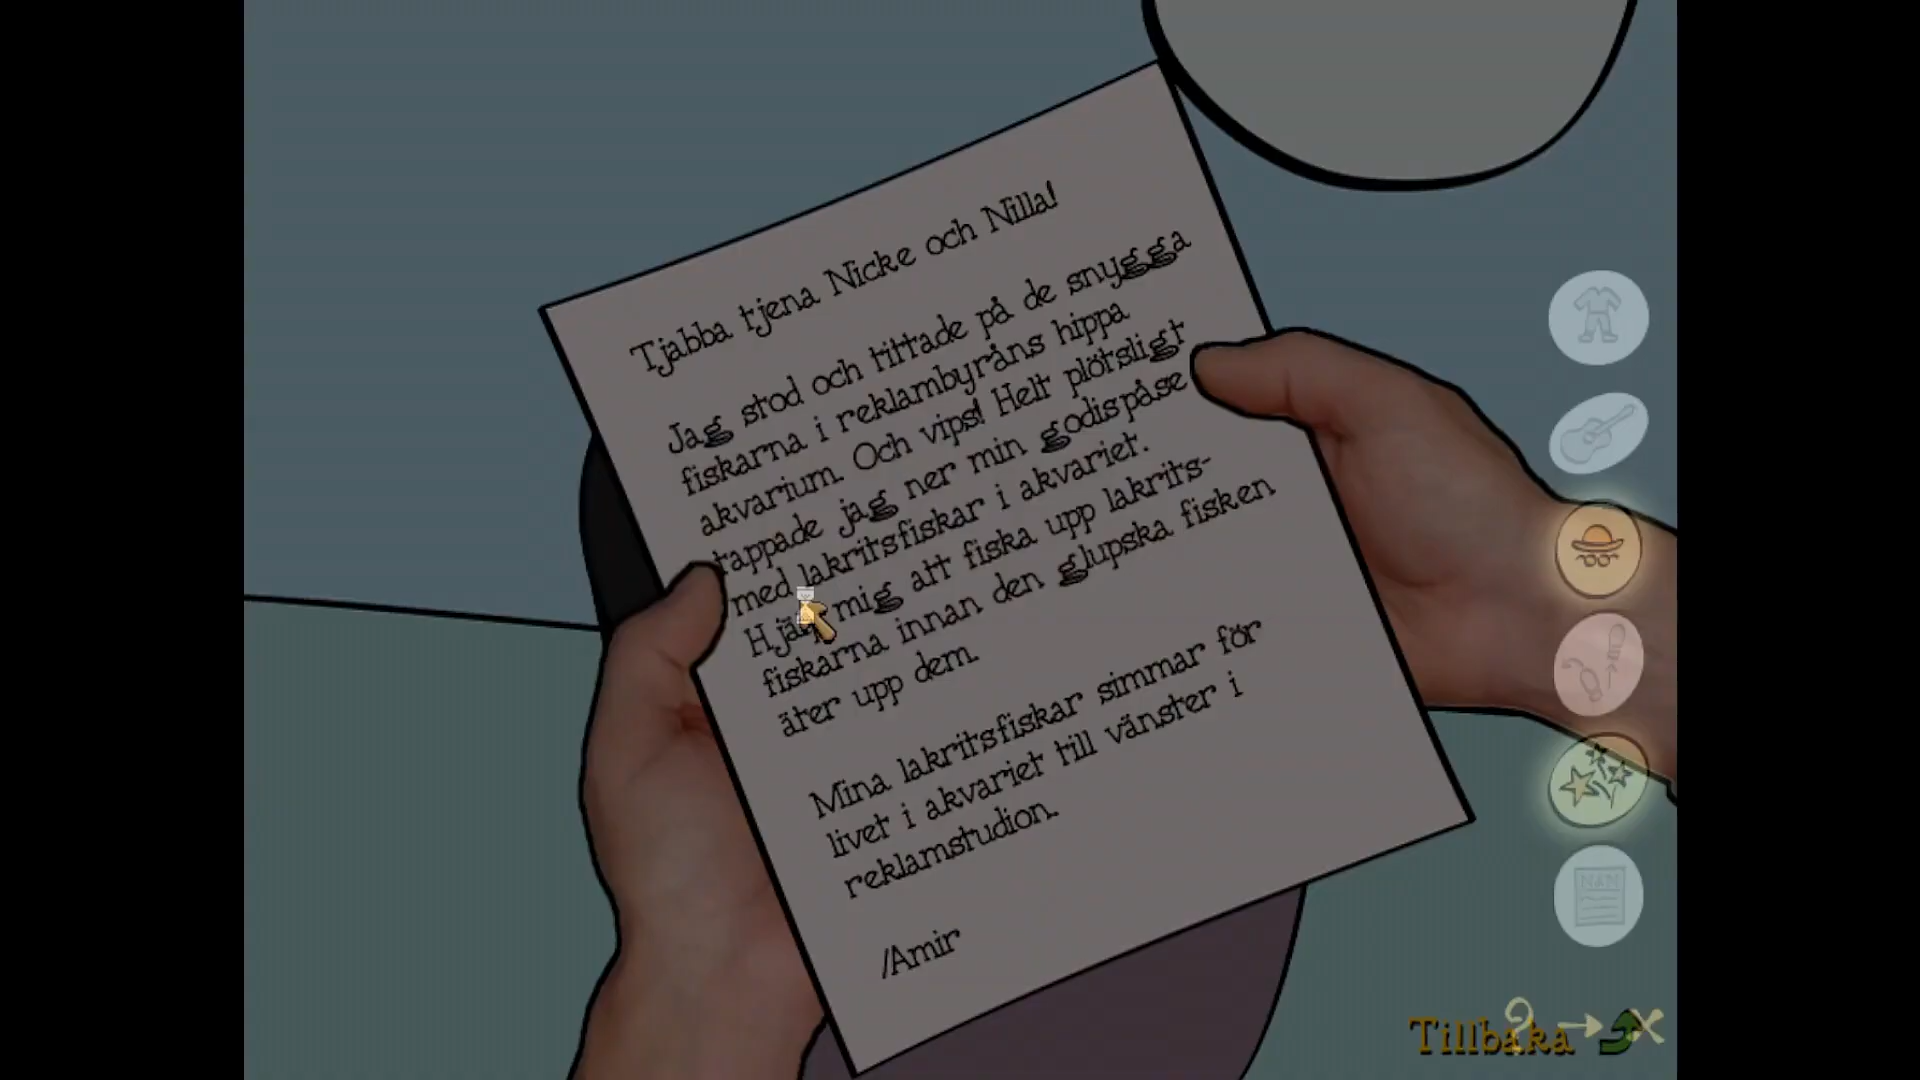 Tjabba tjena Nicke och Nilla!
Jag stod och tittade på de snygga
fiskarna i reklambyråns hippa
akvarium. Och vips! Helt plötsligt
tappade jag ner min godispåse
med lakritsfiskar i akvariet.
Hjälp mig att fiska upp lakrits-
fiskarna innan den glupska fisken
äter upp dem.
Mina lakritsfiskar simmar för
livet i akvariet till vänster i
reklamstudion.
/Amir
Tillbaka